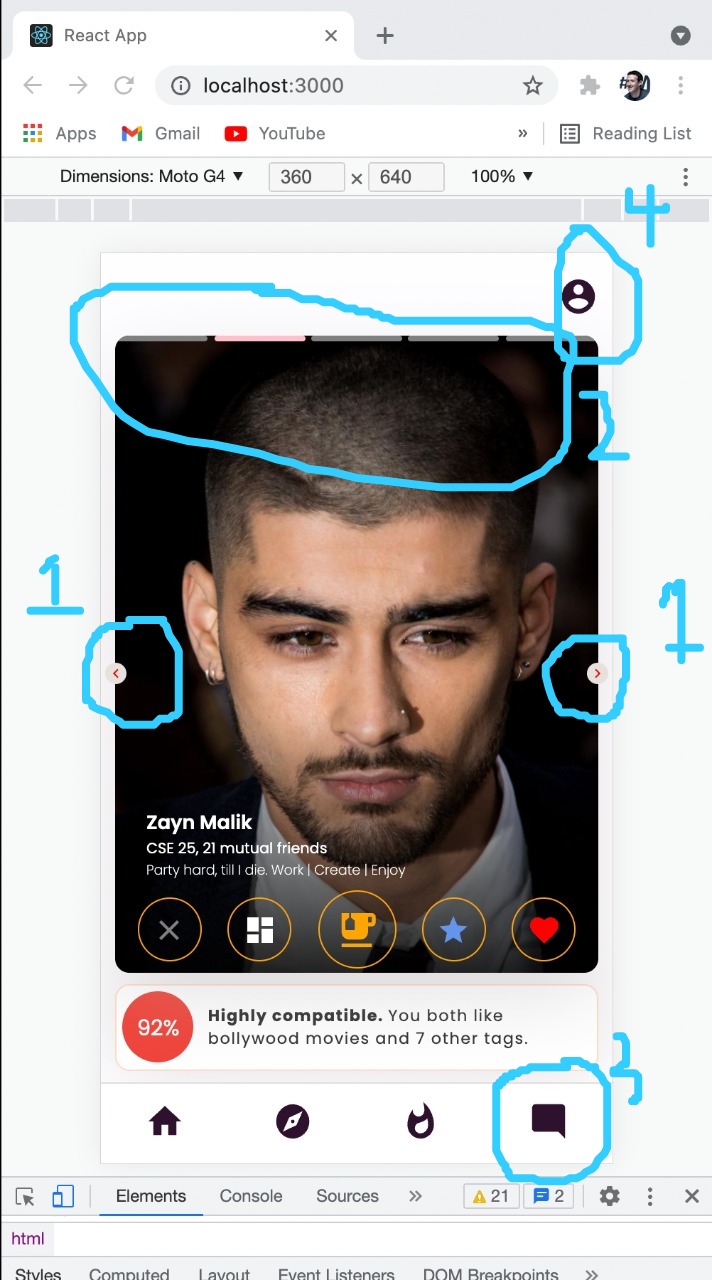 React App
localhost:3000
Apps Gmail YouTube » Reading List
Dimensions: Moto G4 ▼ 360 × 640 100% ▼
4
2
1 1
Zayn Malik
CSE 25, 21 mutual friends
Party hard, till I die. Work | Create | Enjoy
92%
Highly compatible. You both like
bollywood movies and 7 other tags.
3
Elements Console Sources » 21 2
html
Styles Computed Layout Event Listeners DOM Breakpoints »